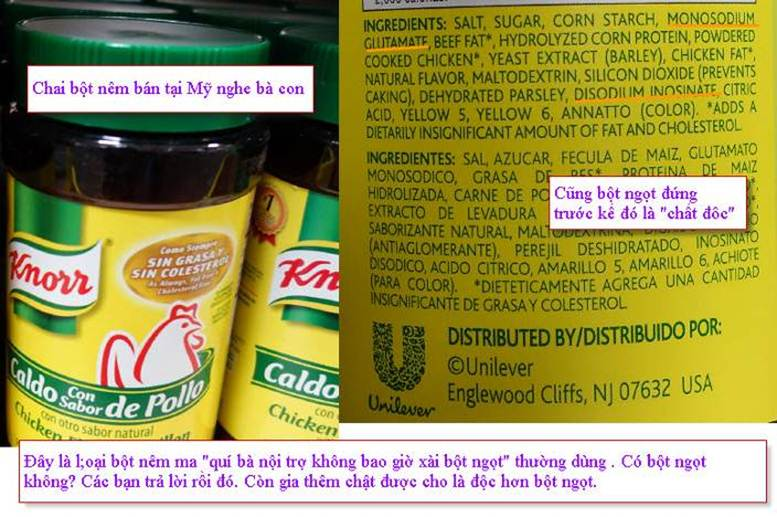 Chai bột nêm bán tại Mỹ nghe bà con
Knorr
Como Siempre
SIN GRASA Y
SIN COLESTEROL
As Always, Fat Free &
Cholesterol Free
Caldo Con Sabor de Pollo
con otro sabor natural
Chicken
1
Kn
Caldo
Chicken
INGREDIENTS: SALT, SUGAR, CORN STARCH, MONOSODIUM
GLUTAMATE, BEEF FAT*, HYDROLYZED CORN PROTEIN, POWDERED
COOKED CHICKEN*, YEAST EXTRACT (BARLEY), CHICKEN FAT*,
NATURAL FLAVOR, MALTODEXTRIN, SILICON DIOXIDE (PREVENTS
CAKING), DEHYDRATED PARSLEY, DISODIUM INOSINATE, CITRIC
ACID, YELLOW 5, YELLOW 6, ANNATTO (COLOR). *ADDS A
DIETARILY INSIGNIFICANT AMOUNT OF FAT AND CHOLESTEROL.
INGREDIENTES: SAL, AZUCAR, FECULA DE MAIZ, GLUTAMATO
MONOSODICO, GRASA DE RES*, PROTEINA DE MAIZ
HIDROLIZADA, CARNE DE
EXTRACTO DE LEVADURA
SABORIZANTE NATURAL, MALTODEXTRINA,
(ANTIAGLOMERANTE), PEREJIL DESHIDRATADO, INOSINATO
DISODICO, ACIDO CITRICO, AMARILLO 5, AMARILLO 6, ACHIOTE
(PARA COLOR). *DIETETICAMENTE AGREGA UNA CANTIDAD
INSIGNIFICANTE DE GRASA Y COLESTEROL.
Cũng bột ngọt đứng
trước kế đó là "chất độc"
Unilever
DISTRIBUTED BY/DISTRIBUIDO POR:
©Unilever
Englewood Cliffs, NJ 07632 USA
Đây là l;oại bột nêm ma "quí bà nội trợ không bao giờ xài bột ngọt" thường dùng . Có bột ngọt
không? Các bạn trả lời rồi đó. Còn gia thêm chật được cho là độc hơn bột ngọt.